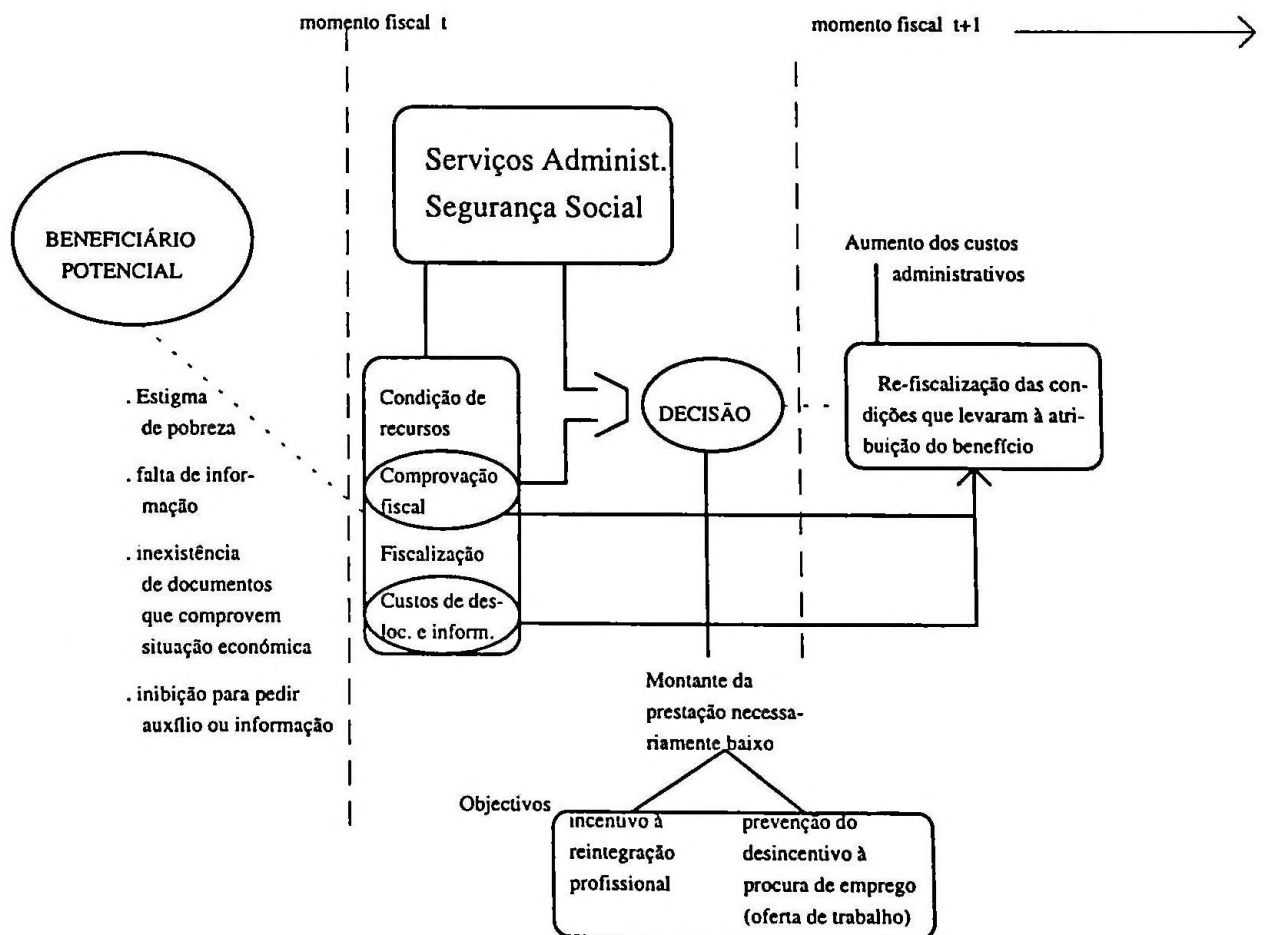 momento fiscal t
momento fiscal t+1
Serviços Administ.
Segurança Social
BENEFICIÁRIO
POTENCIAL
. Estigma
de pobreza
. falta de infor-
mação
. inexistência
de documentos
que comprovem
situação económica
. inibição para pedir
auxílio ou informação
Condição de
recursos
Comprovação
fiscal
Fiscalização
Custos de des-
loc. e inform.
DECISÃO
Aumento dos custos
administrativos
Re-fiscalização das con-
dições que levaram à atri-
buição do benefício
Montante da
prestação necessa-
riamente baixo
Objectivos
incentivo à
reintegração
profissional
prevenção do
desincentivo à
procura de emprego
(oferta de trabalho)